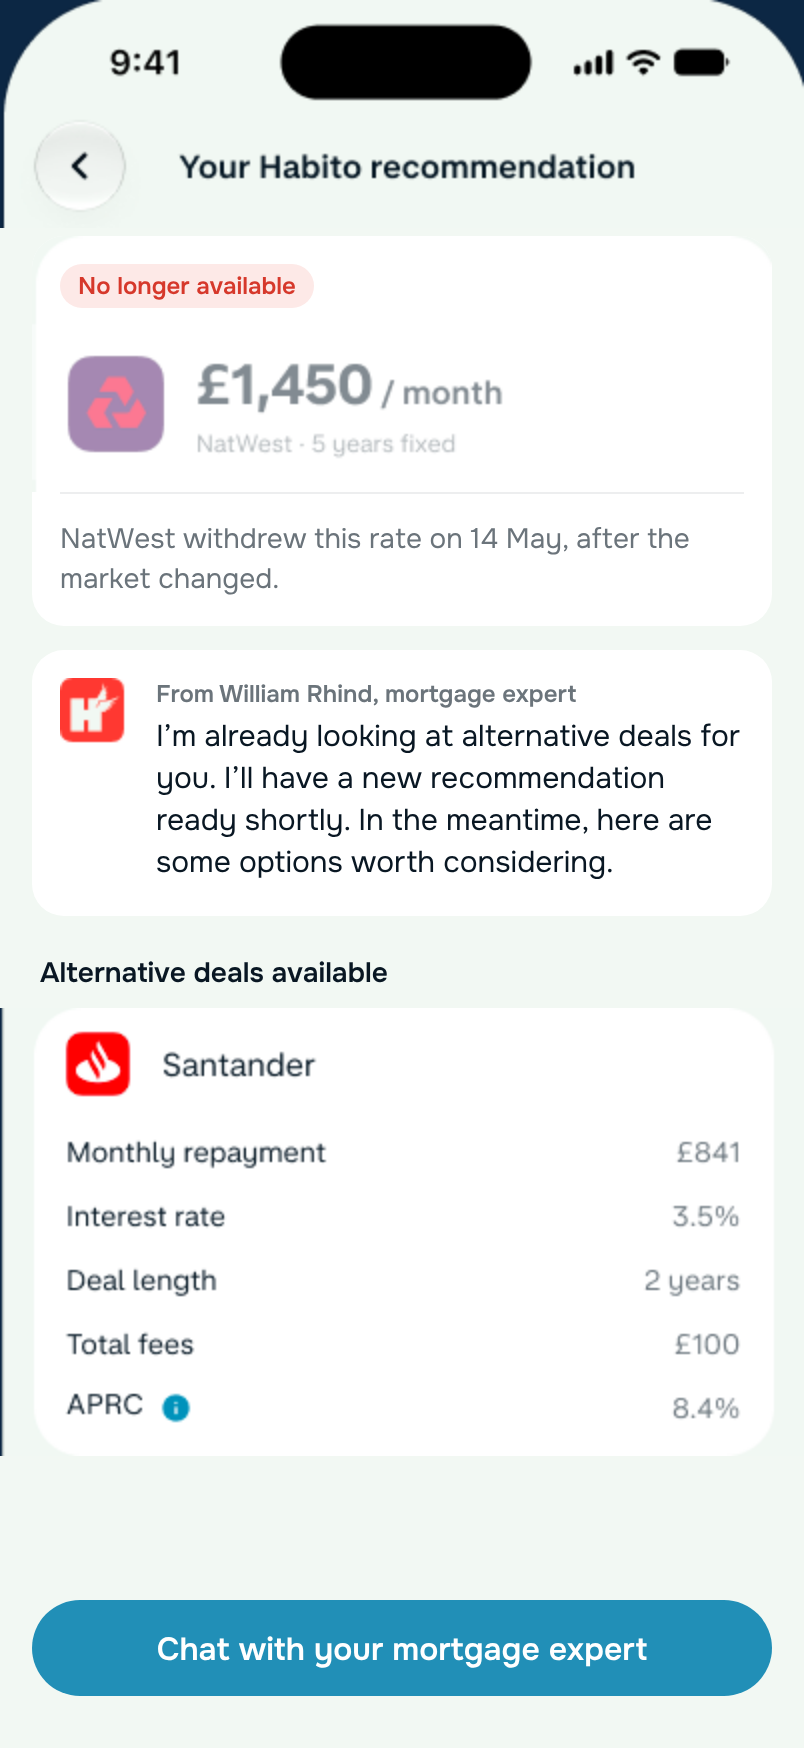 9:41
Your Habito recommendation
No longer available
£1,450 / month
NatWest · 5 years fixed
NatWest withdrew this rate on 14 May, after the
market changed.
From William Rhind, mortgage expert
I’m already looking at alternative deals for
you. I’ll have a new recommendation
ready shortly. In the meantime, here are
some options worth considering.
Alternative deals available
Santander
Monthly repayment £841
Interest rate 3.5%
Deal length 2 years
Total fees £100
APRC 8.4%
Chat with your mortgage expert